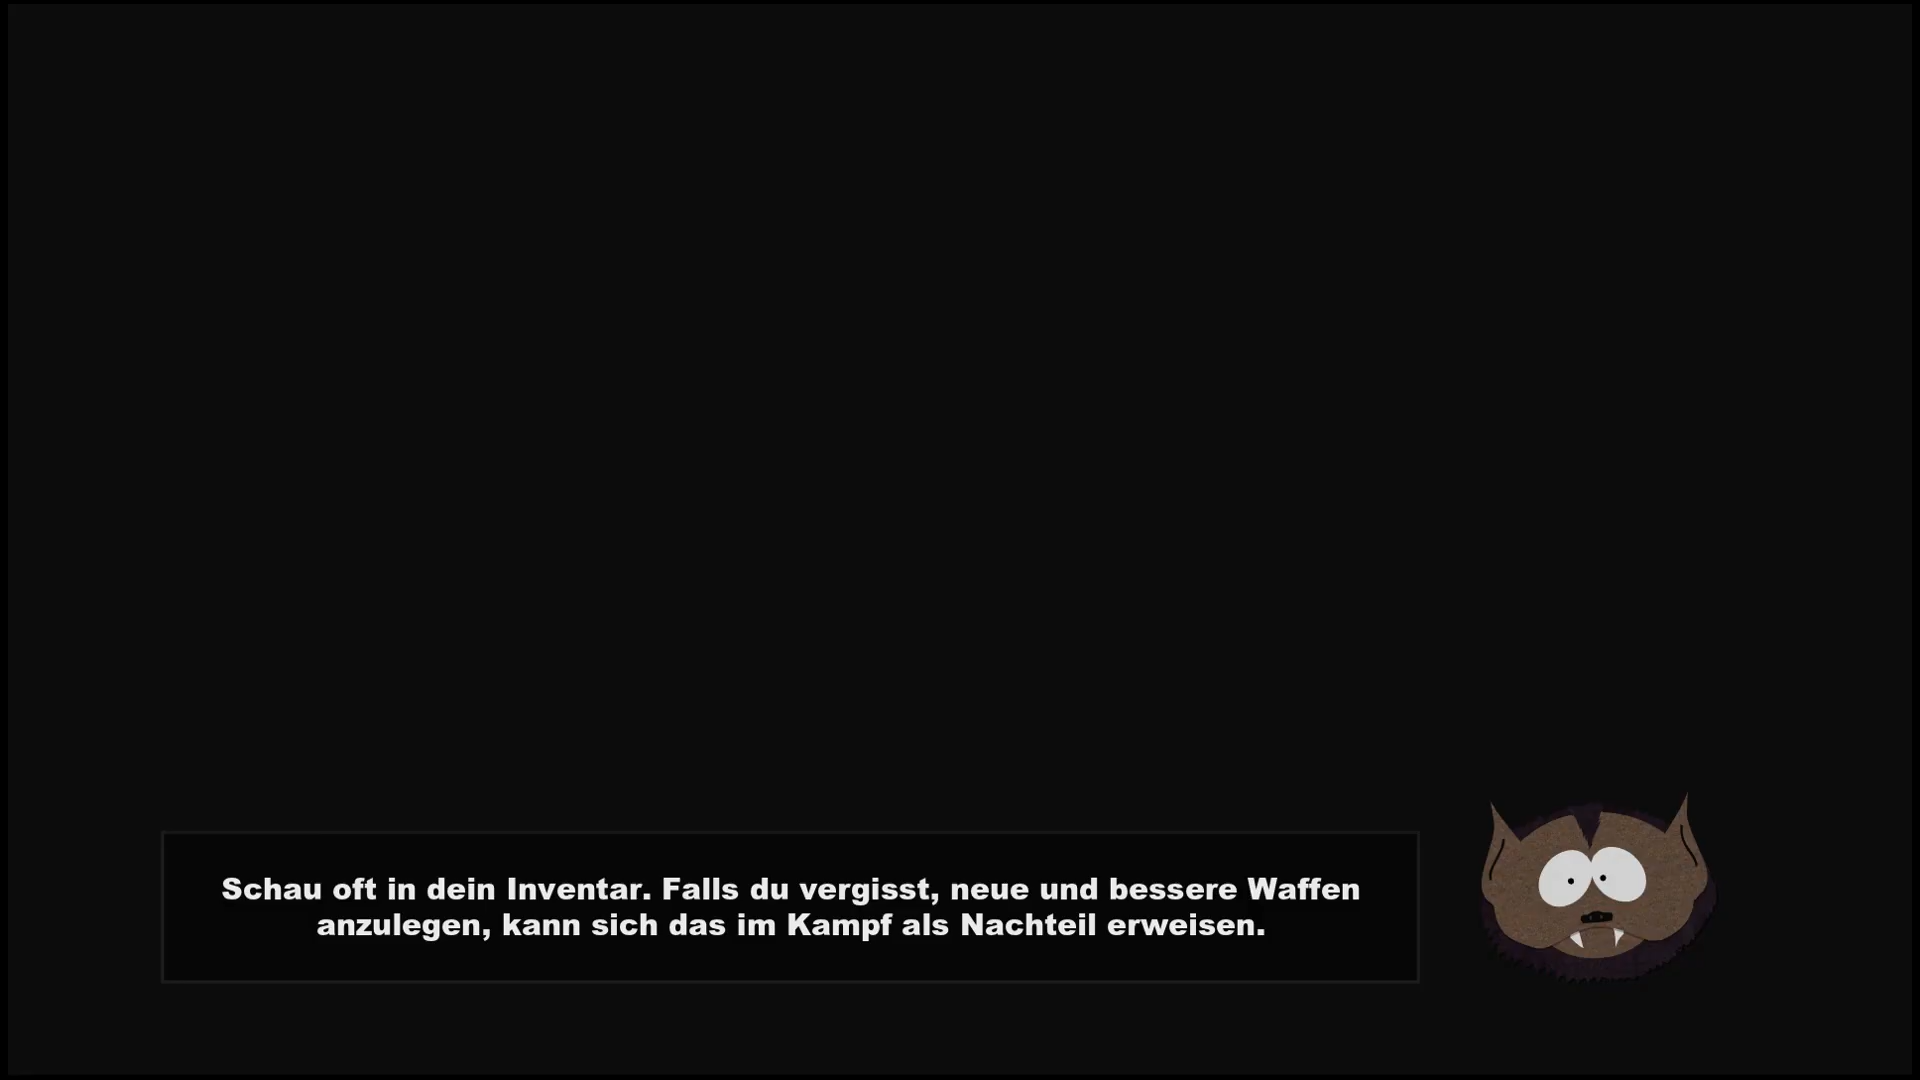 Schau oft in dein Inventar. Falls du vergisst, neue und bessere Waffen
anzulegen, kann sich das im Kampf als Nachteil erweisen.